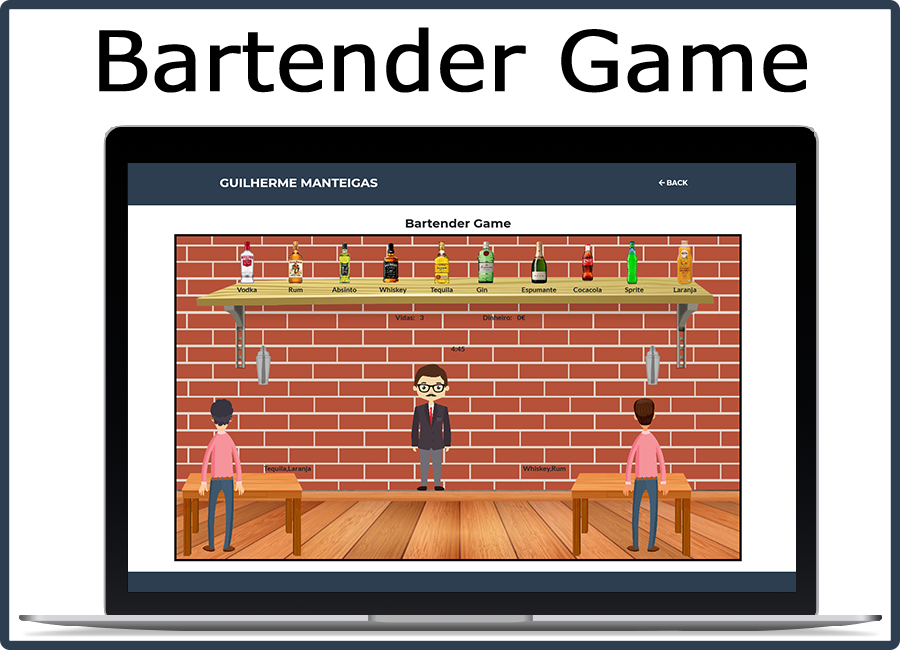 Bartender Game
GUILHERME MANTEIGAS
← BACK
Bartender Game
Vodka Rum Absinto Whiskey Tequila Gin Espumante Cocacola Sprite Laranja
Vidas: 3 Dinheiro: 0€
4:45
Tequila,Laranja Whiskey,Rum